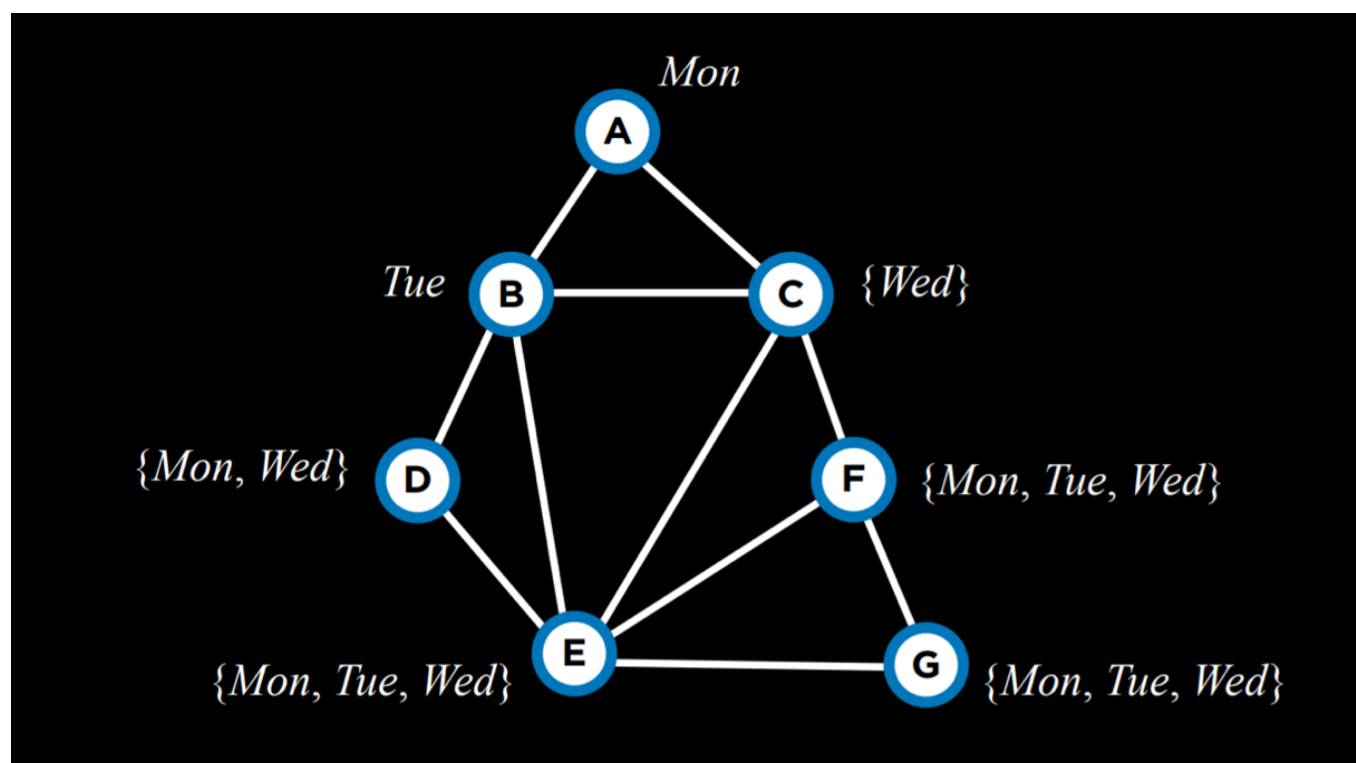 Mon
A
Tue B C {Wed}
{Mon, Wed} D F {Mon, Tue, Wed}
E
{Mon, Tue, Wed} G {Mon, Tue, Wed}